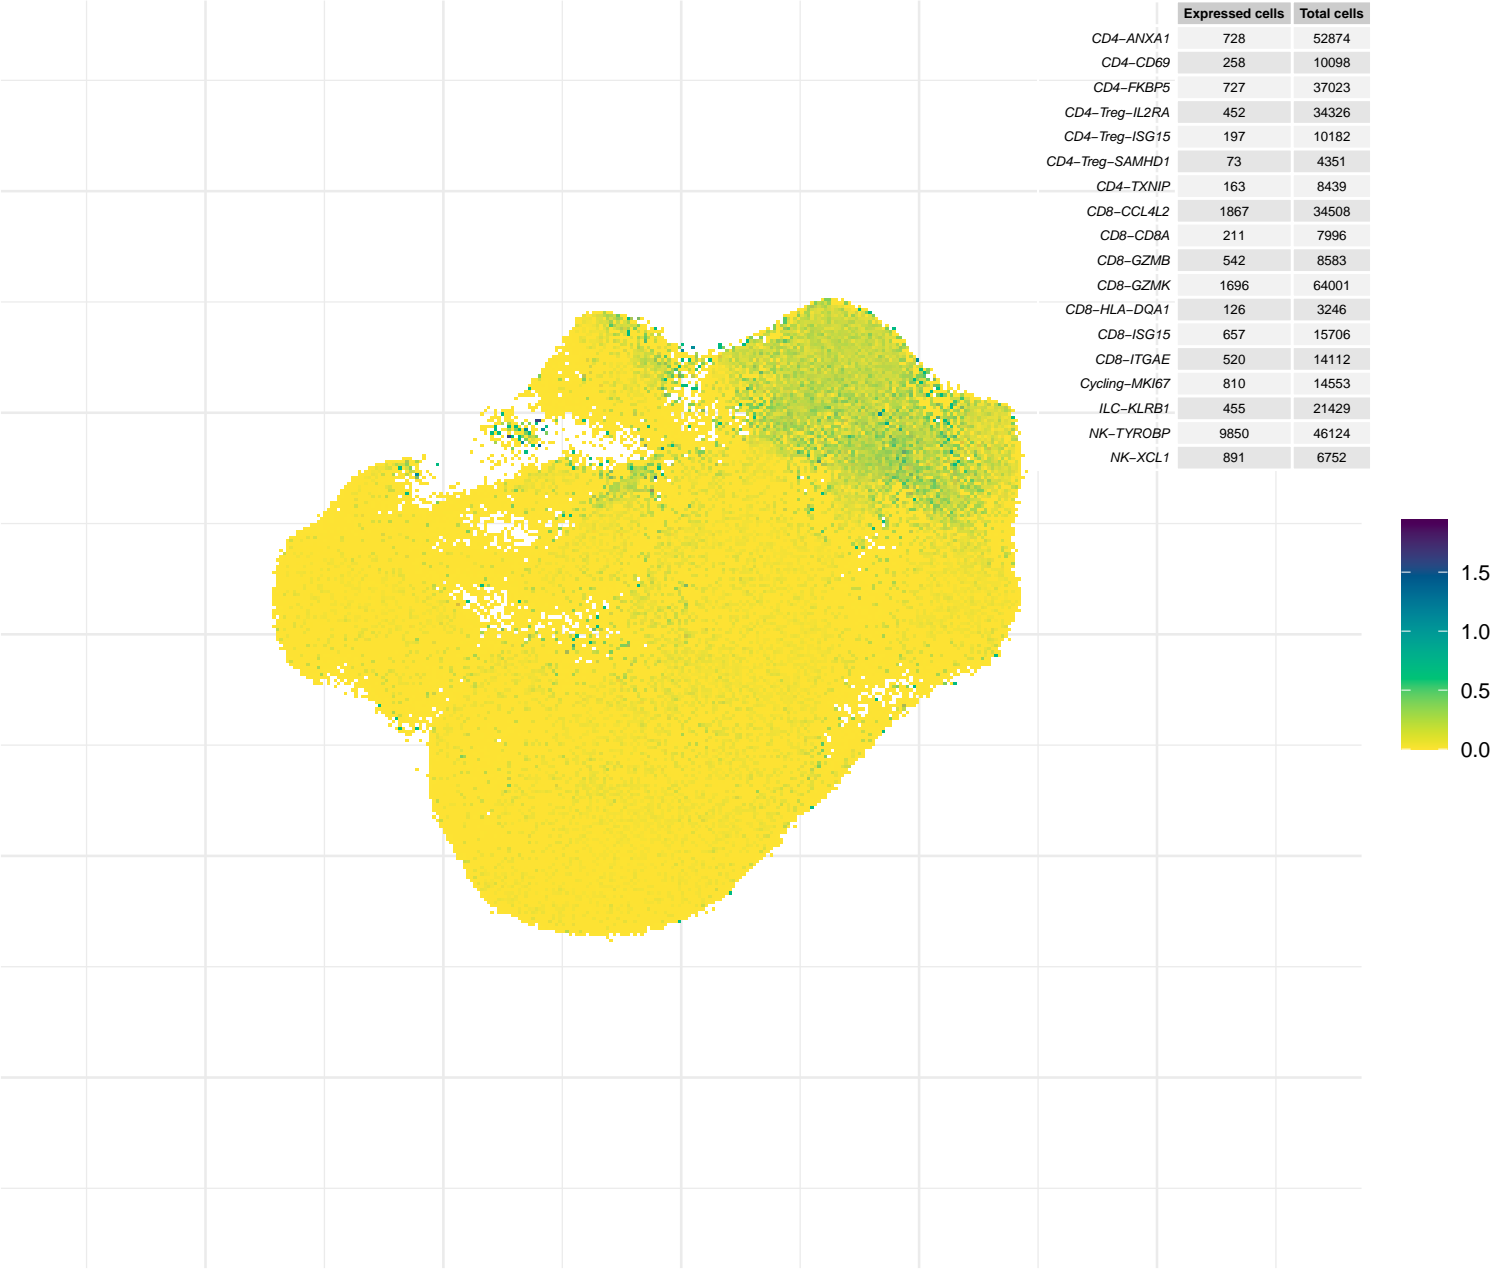 Expressed cells Total cells
CD4−ANXA1 728 52874
CD4−CD69 258 10098
CD4−FKBP5 727 37023
CD4−Treg−IL2RA 452 34326
CD4−Treg−ISG15 197 10182
CD4−Treg−SAMHD1 73 4351
CD4−TXNIP 163 8439
CD8−CCL4L2 1867 34508
CD8−CD8A 211 7996
CD8−GZMB 542 8583
CD8−GZMK 1696 64001
CD8−HLA−DQA1 126 3246
CD8−ISG15 657 15706
CD8−ITGAE 520 14112
Cycling−MKI67 810 14553
ILC−KLRB1 455 21429
NK−TYROBP 9850 46124
NK−XCL1 891 6752
1.5
1.0
0.5
0.0